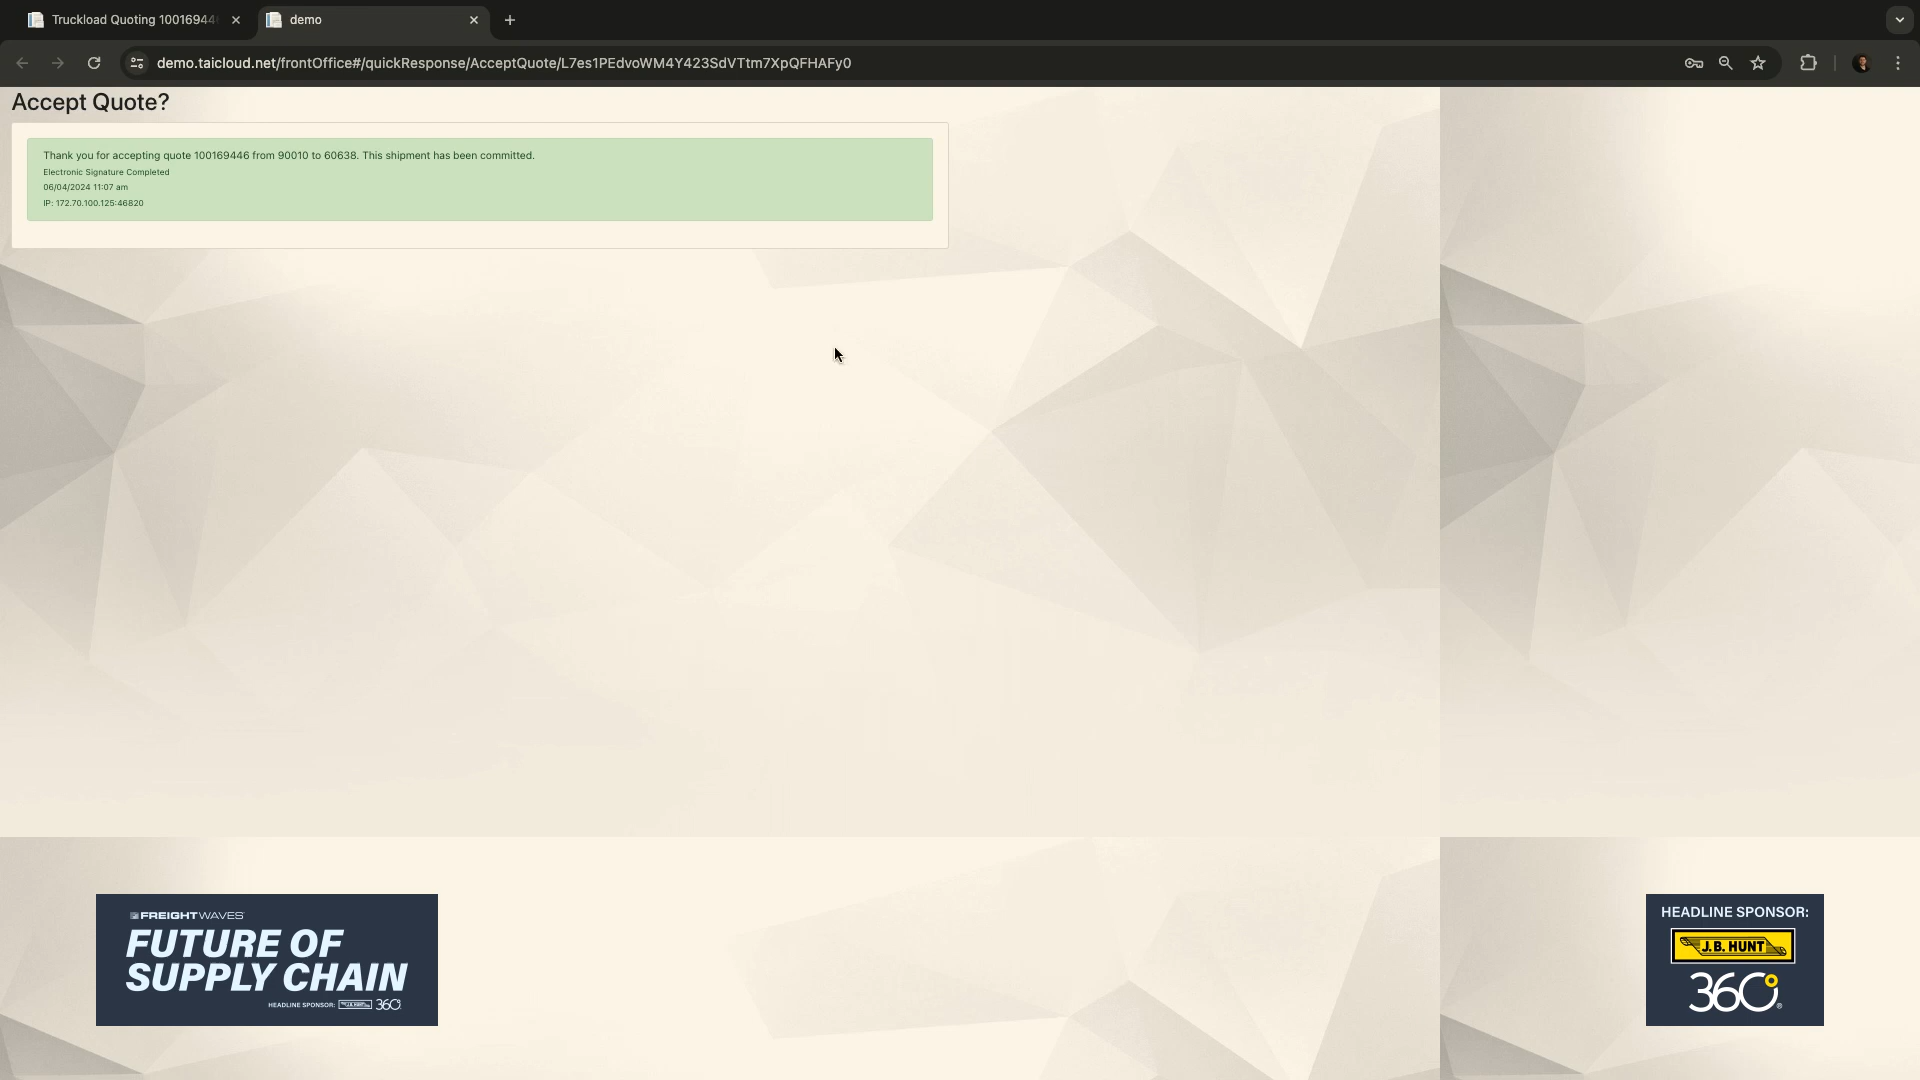 Truckload Quoting 10016944
demo
demo.taicloud.net/frontOffice#/quickResponse/AcceptQuote/L7es1PEdvoWM4Y423SdVTtm7XpQFHAFy0
Accept Quote?
Thank you for accepting quote 100169446 from 90010 to 60638. This shipment has been committed.
Electronic Signature Completed
06/04/2024 11:07 am
IP: 172.70.100.125:46820
FREIGHTWAVES
FUTURE OF
SUPPLY CHAIN
HEADLINE SPONSOR: J.B. HUNT 360°
HEADLINE SPONSOR:
J.B. HUNT
360°